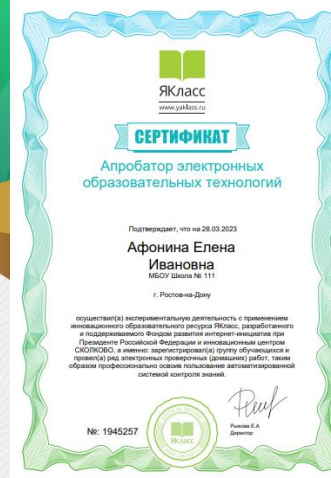 ЯКласс
www.yaklass.ru
СЕРТИФИКАТ
Апробатор электронных
образовательных технологий
Подтверждает, что на 28.03.2023
Афонина Елена
Ивановна
МБОУ Школа № 111
г. Ростов-на-Дону
осуществил(а) экспериментальную деятельность с применением
инновационного образовательного ресурса ЯКласс, разработанного
и поддерживаемого Фондом развития интернет-инициатив при
Президенте Российской Федерации и инновационным центром
СКОЛКОВО, а именно: зарегистрировал(а) группу обучающихся и
провел(а) ряд электронных проверочных (домашних) работ, таким
образом профессионально освоив пользование автоматизированной
системой контроля знаний.
№: 1945257
ЯКласс
Рыжова Е.А
Директор